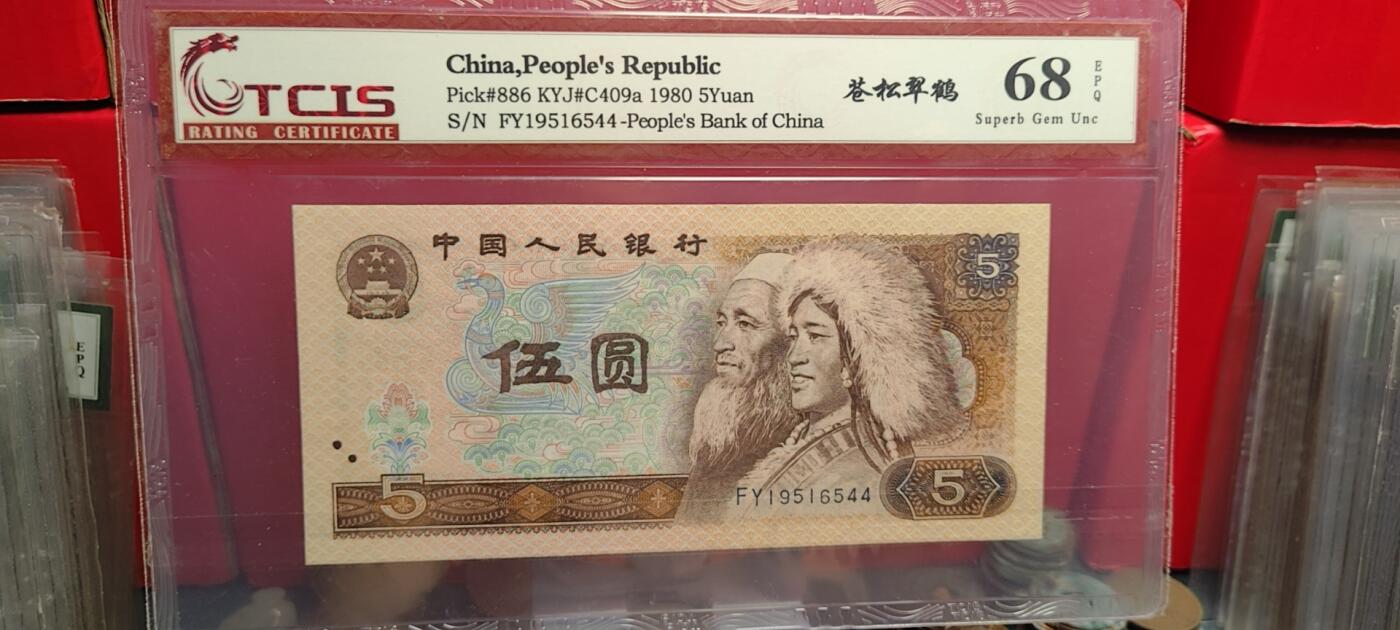 TCIS
RATING CERTIFICATE
China,People's Republic
Pick#886 KYJ#C409a 1980 5Yuan
S/N FY19516544-People's Bank of China
苍松翠鹤
68
EPQ
Superb Gem Unc
中国人民银行
5
伍圆
5
FY19516544
5
EPQ